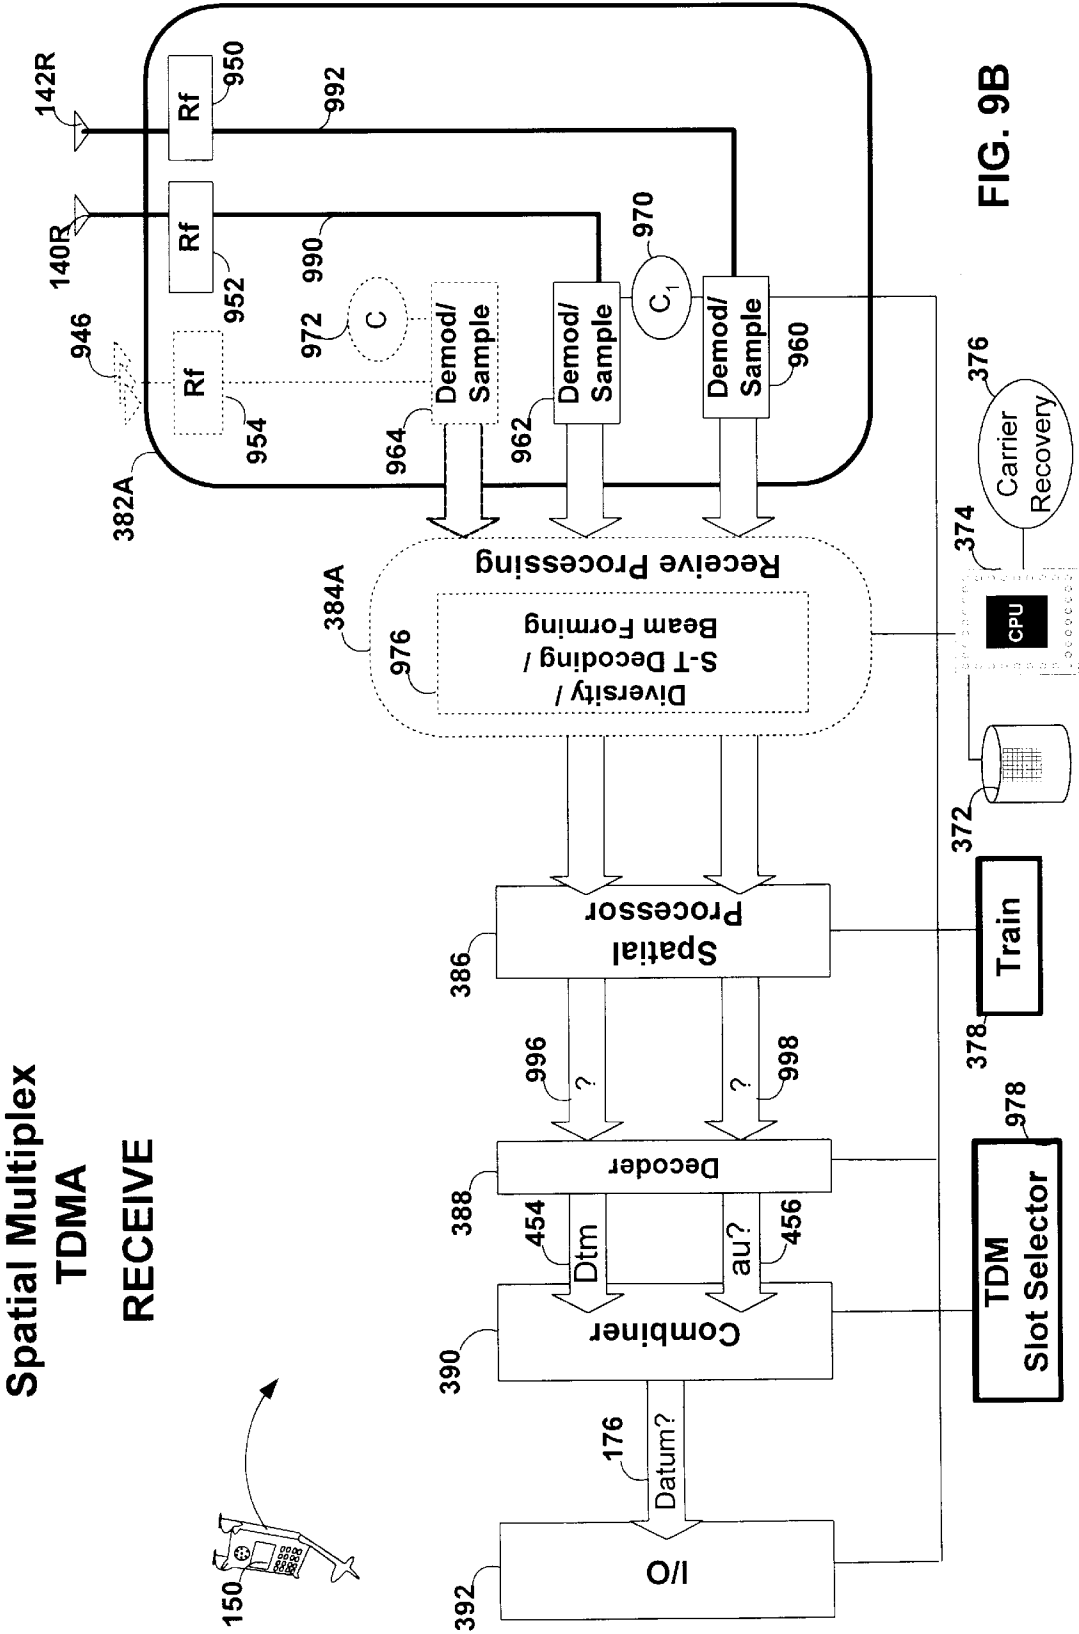 Spatial Multiplex
TDMA
RECEIVE
150
382A
946
140R
142R
Rf
954
Rf
952
Rf
950
972
C
990
992
964
Demod/
Sample
962
Demod/
Sample
970
C1
Demod/
Sample
960
384A
Receive Processing
976
Diversity /
S-T Decoding /
Beam Forming
386
Spatial
Processor
996
?
?
998
388
Decoder
454
Dtm
au?
456
390
Combiner
176
Datum?
392
I/O
978
TDM
Slot Selector
378
Train
372
374
CPU
376
Carrier
Recovery
FIG. 9B